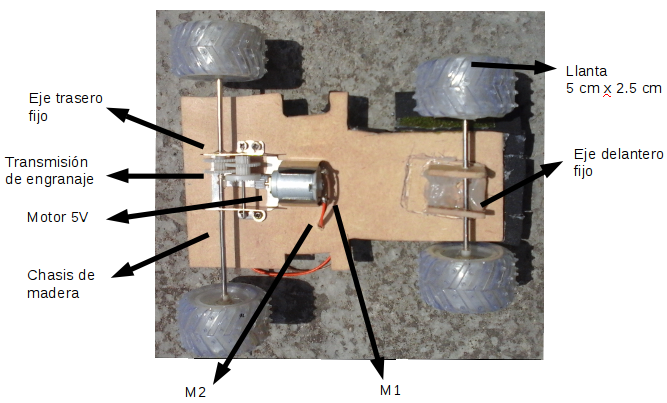 Eje trasero
fijo
Transmisión
de engranaje
Motor 5V
Chasis de
madera
M2
M1
Llanta
5 cm x 2.5 cm
Eje delantero
fijo